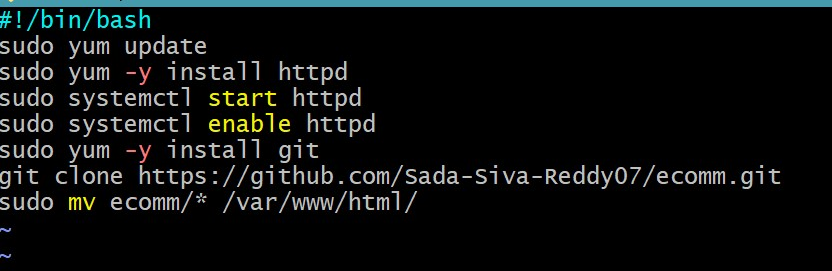 #!/bin/bash
sudo yum update
sudo yum -y install httpd
sudo systemctl start httpd
sudo systemctl enable httpd
sudo yum -y install git
git clone https://github.com/Sada-Siva-Reddy07/ecomm.git
sudo mv ecomm/* /var/www/html/
~
~